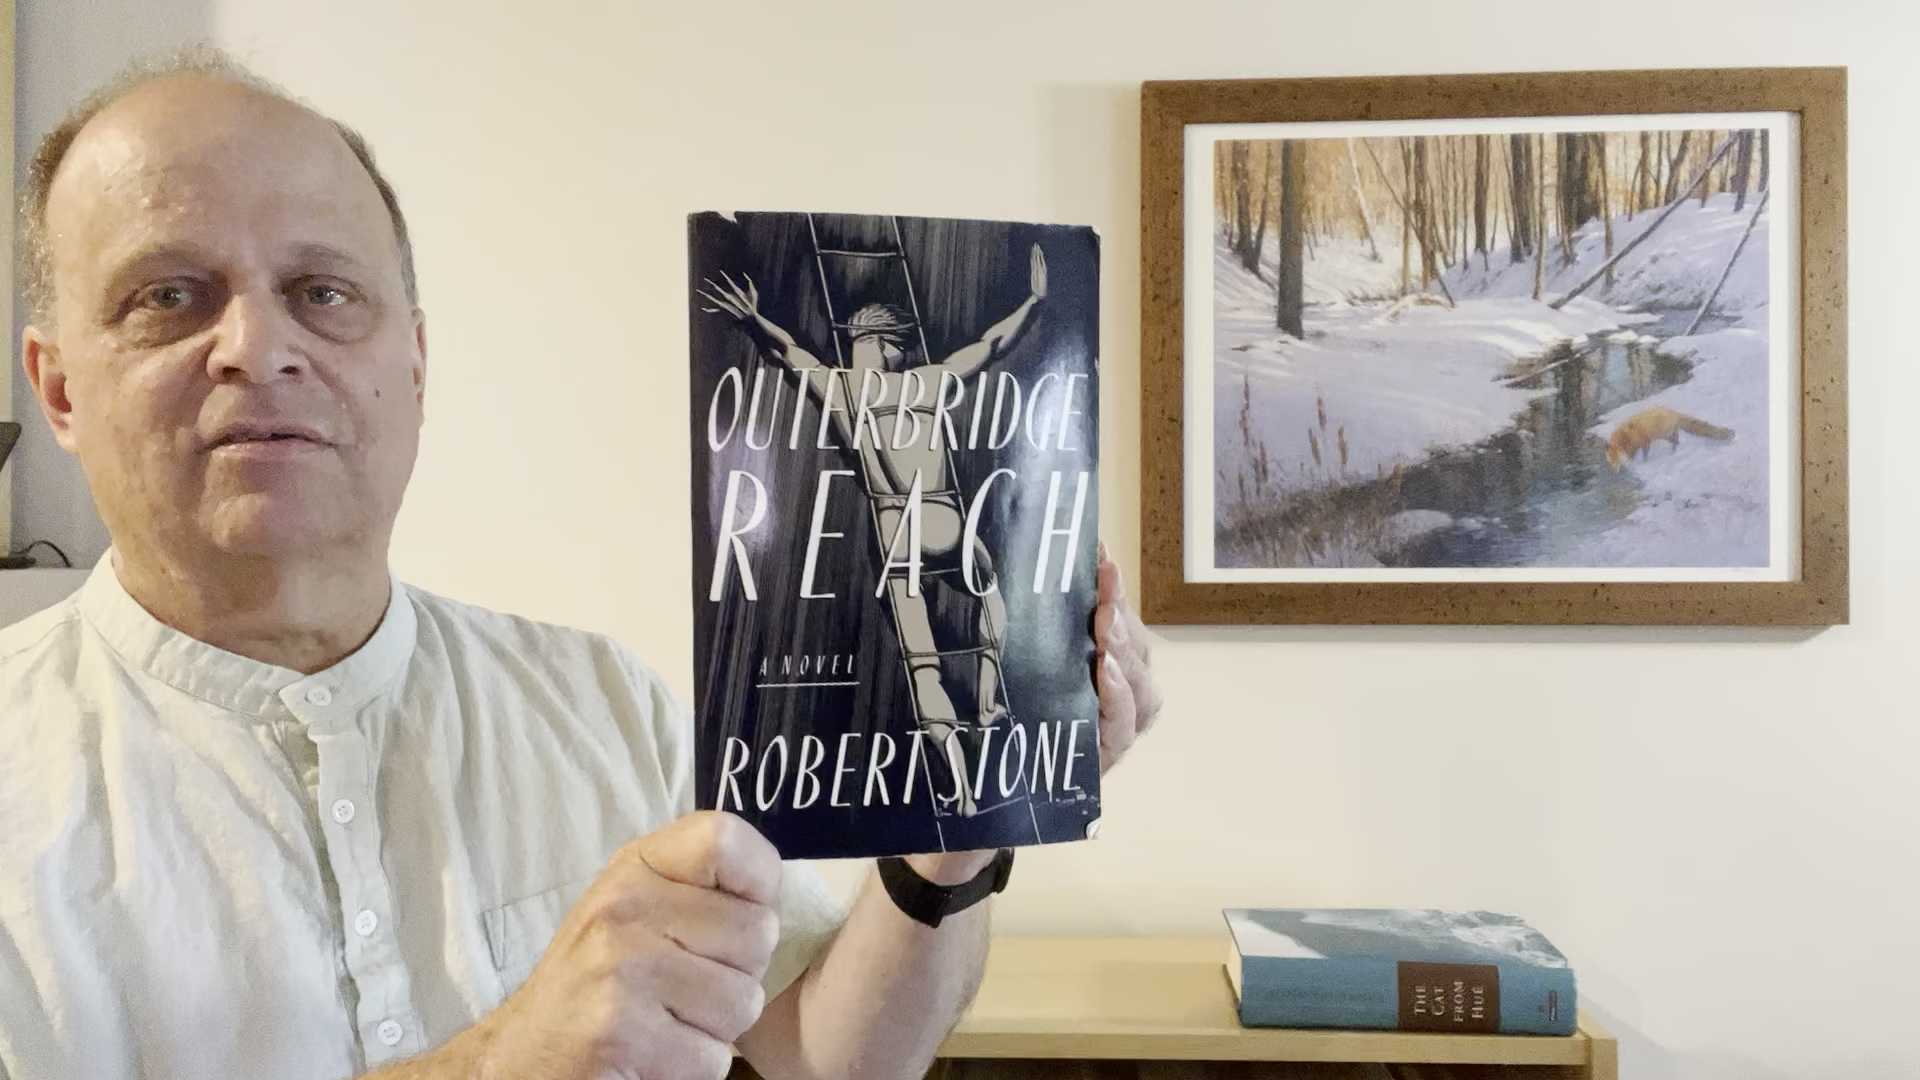 OUTERBRIDGE
REACH
A NOVEL
ROBERT STONE
THE
CAT
FROM
HUÉ